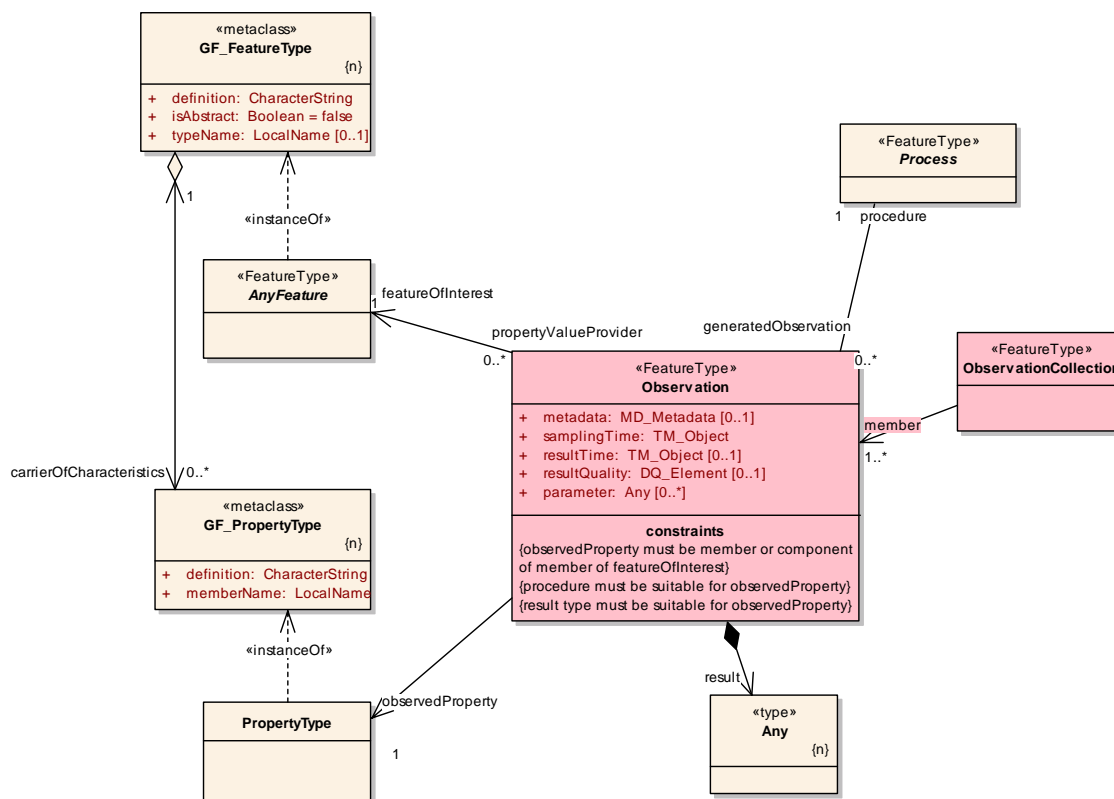 «metaclass»
GF_FeatureType
{n}
+ definition: CharacterString
+ isAbstract: Boolean = false
+ typeName: LocalName [0..1]
1
«instanceOf»
«FeatureType»
Process
1 procedure
«FeatureType»
AnyFeature
featureOfInterest
1
propertyValueProvider
0..*
generatedObservation
0..*
«FeatureType»
Observation
+ metadata: MD_Metadata [0..1]
+ samplingTime: TM_Object
+ resultTime: TM_Object [0..1]
+ resultQuality: DQ_Element [0..1]
+ parameter: Any [0..*]
constraints
{observedProperty must be member or component
of member of featureOfInterest}
{procedure must be suitable for observedProperty}
{result type must be suitable for observedProperty}
«FeatureType»
ObservationCollection
member
1..*
carrierOfCharacteristics
0..*
«metaclass»
GF_PropertyType
{n}
+ definition: CharacterString
+ memberName: LocalName
«instanceOf»
PropertyType
observedProperty
1
result
«type»
Any
{n}